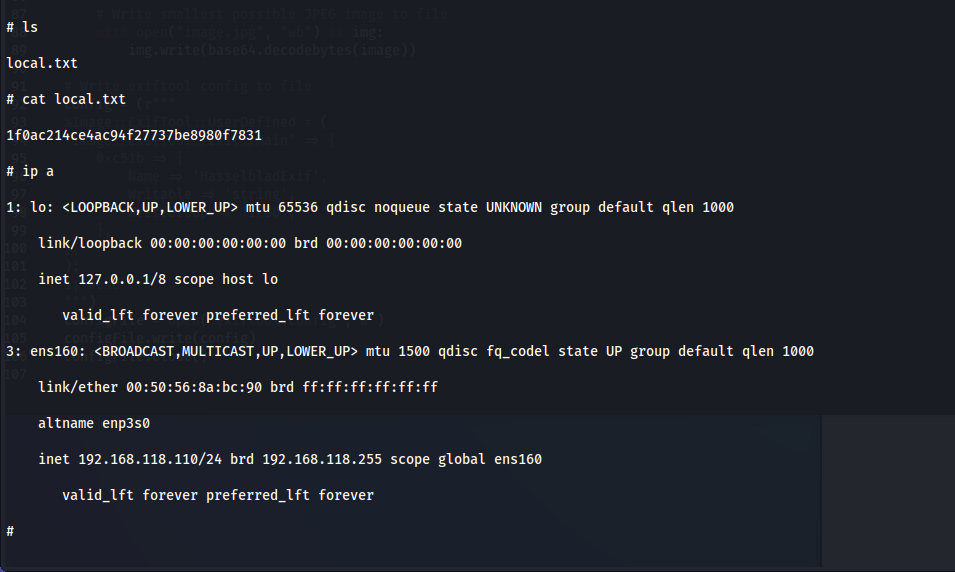 # ls
local.txt
# cat local.txt
1f0ac214ce4ac94f27737be8980f7831
# ip a
1: lo: <LOOPBACK,UP,LOWER_UP> mtu 65536 qdisc noqueue state UNKNOWN group default qlen 1000
link/loopback 00:00:00:00:00:00 brd 00:00:00:00:00:00
inet 127.0.0.1/8 scope host lo
valid_lft forever preferred_lft forever
3: ens160: <BROADCAST,MULTICAST,UP,LOWER_UP> mtu 1500 qdisc fq_codel state UP group default qlen 1000
link/ether 00:50:56:8a:bc:90 brd ff:ff:ff:ff:ff:ff
altname enp3s0
inet 192.168.118.110/24 brd 192.168.118.255 scope global ens160
valid_lft forever preferred_lft forever
#